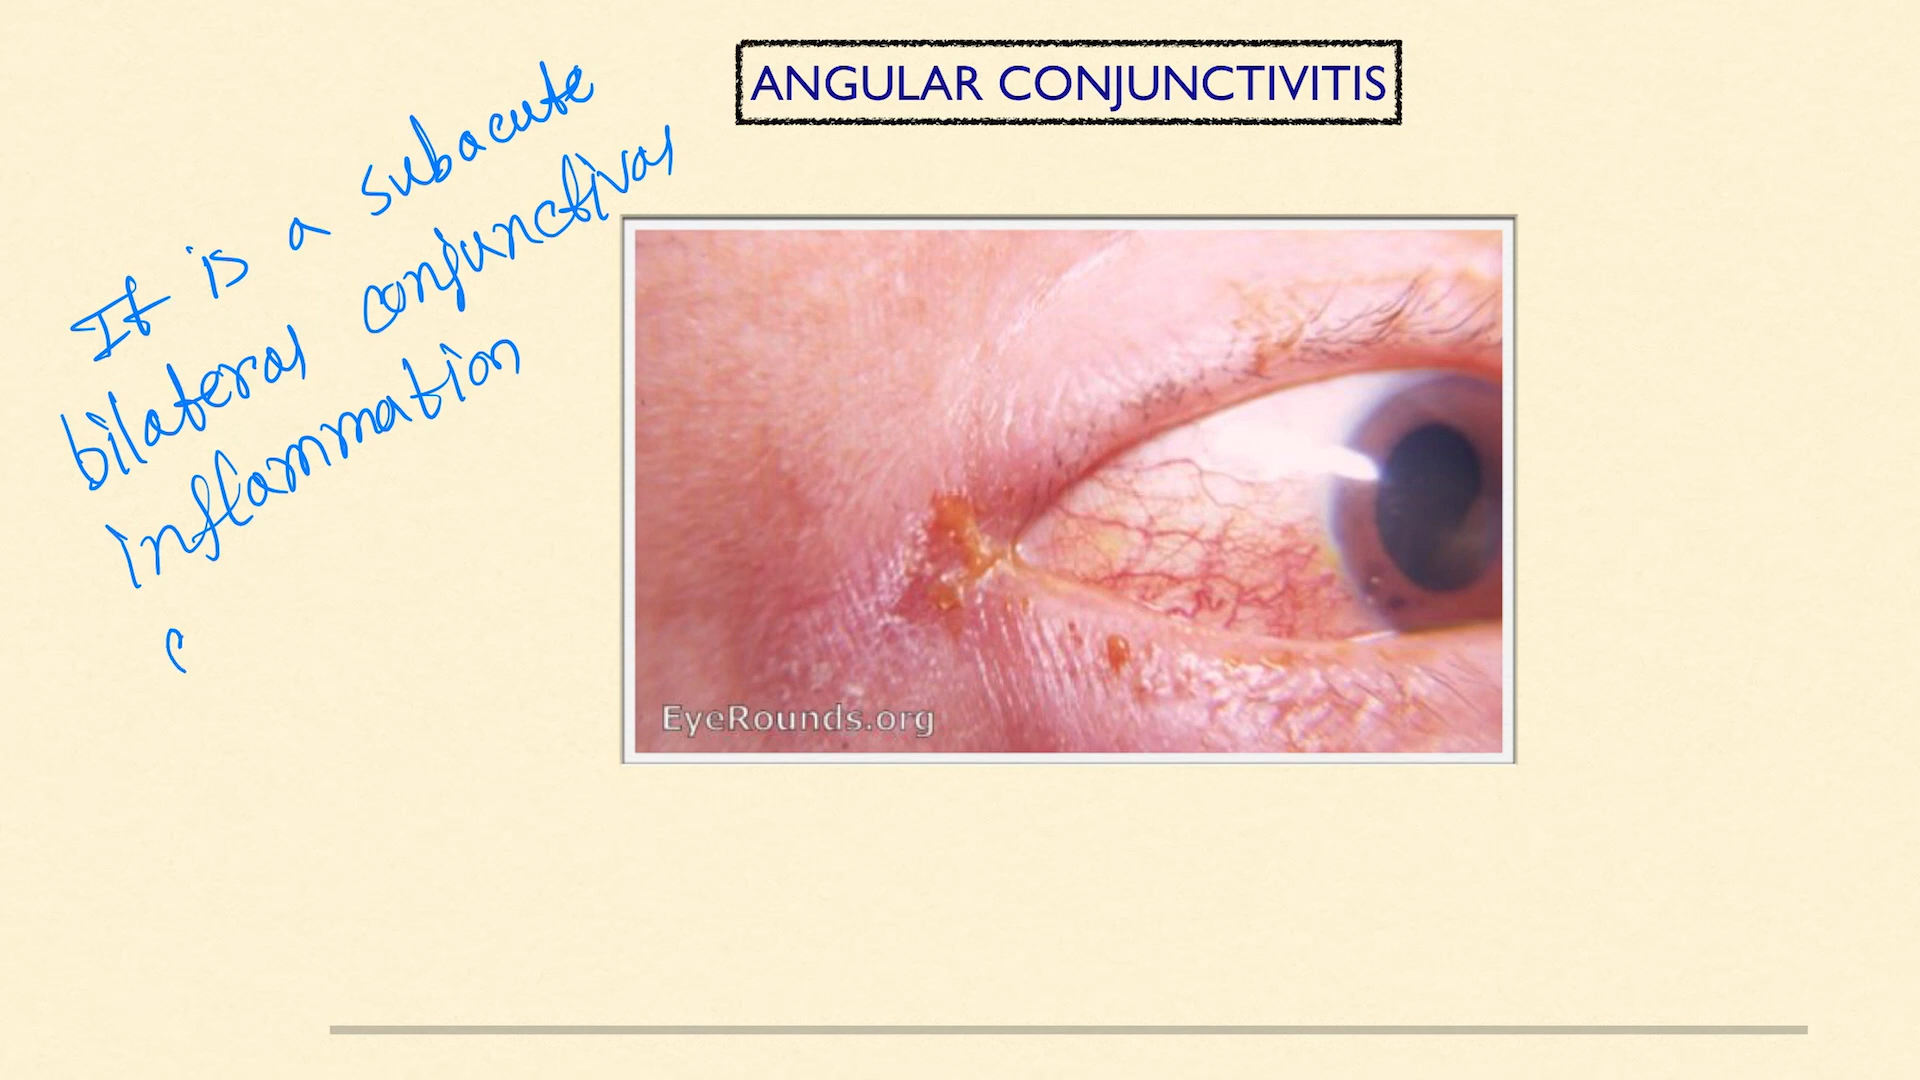 ANGULAR CONJUNCTIVITIS
It is a subacute
bilateral conjunctival
inflammation
c
EyeRounds.org